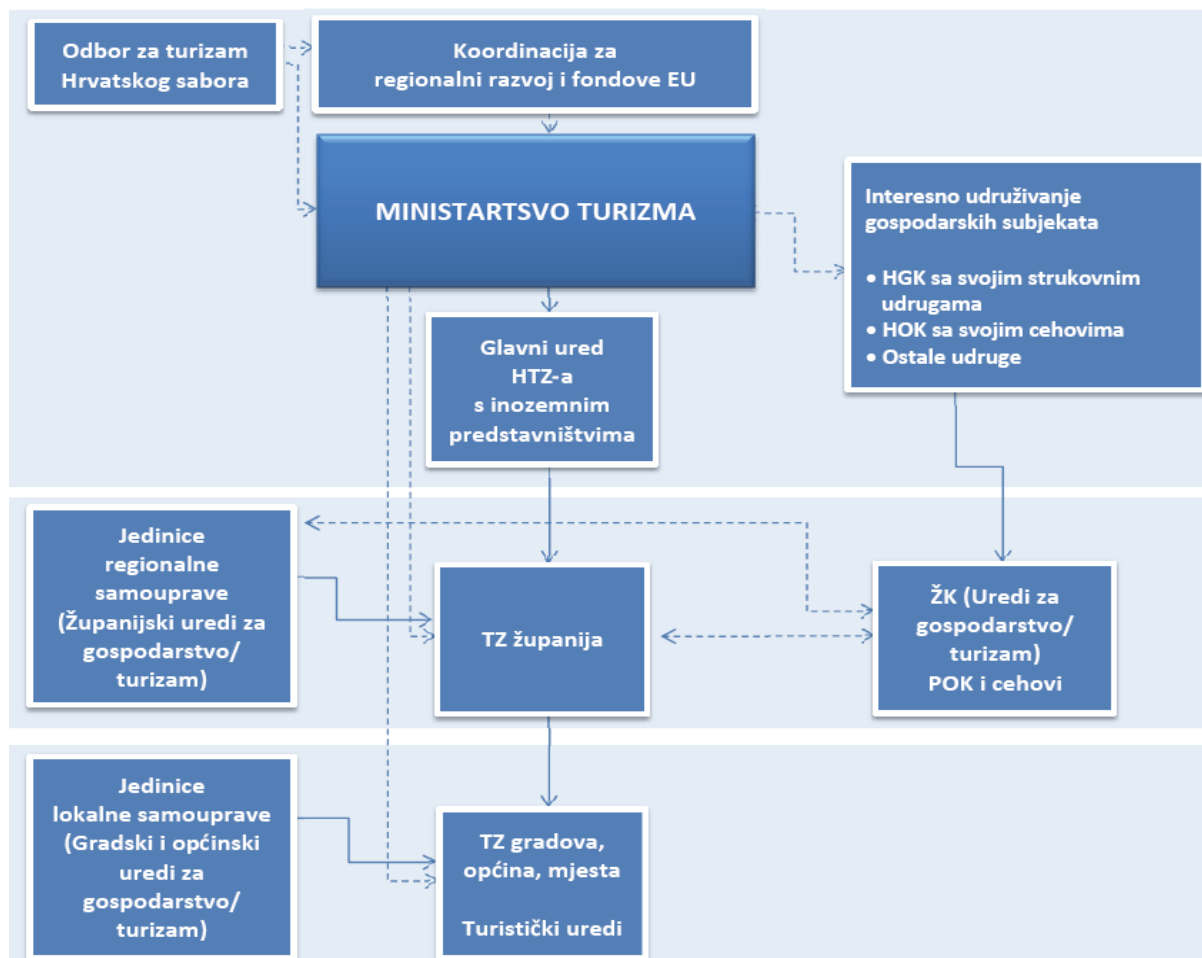 Odbor za turizam
Hrvatskog sabora
Koordinacija za
regionalni razvoj i fondove EU
MINISTARTSVO TURIZMA
Interesno udruživanje
gospodarskih subjekata
• HGK sa svojim strukovnim
udrugama
• HOK sa svojim cehovima
• Ostale udruge
Glavni ured
HTZ-a
s inozemnim
predstavništvima
Jedinice
regionalne
samouprave
(Županijski uredi za
gospodarstvo/
turizam)
TZ županija
ŽK (Uredi za
gospodarstvo/
turizam)
POK i cehovi
Jedinice
lokalne samouprave
(Gradski i općinski
uredi za
gospodarstvo/
turizam)
TZ gradova,
općina, mjesta
Turistički uredi